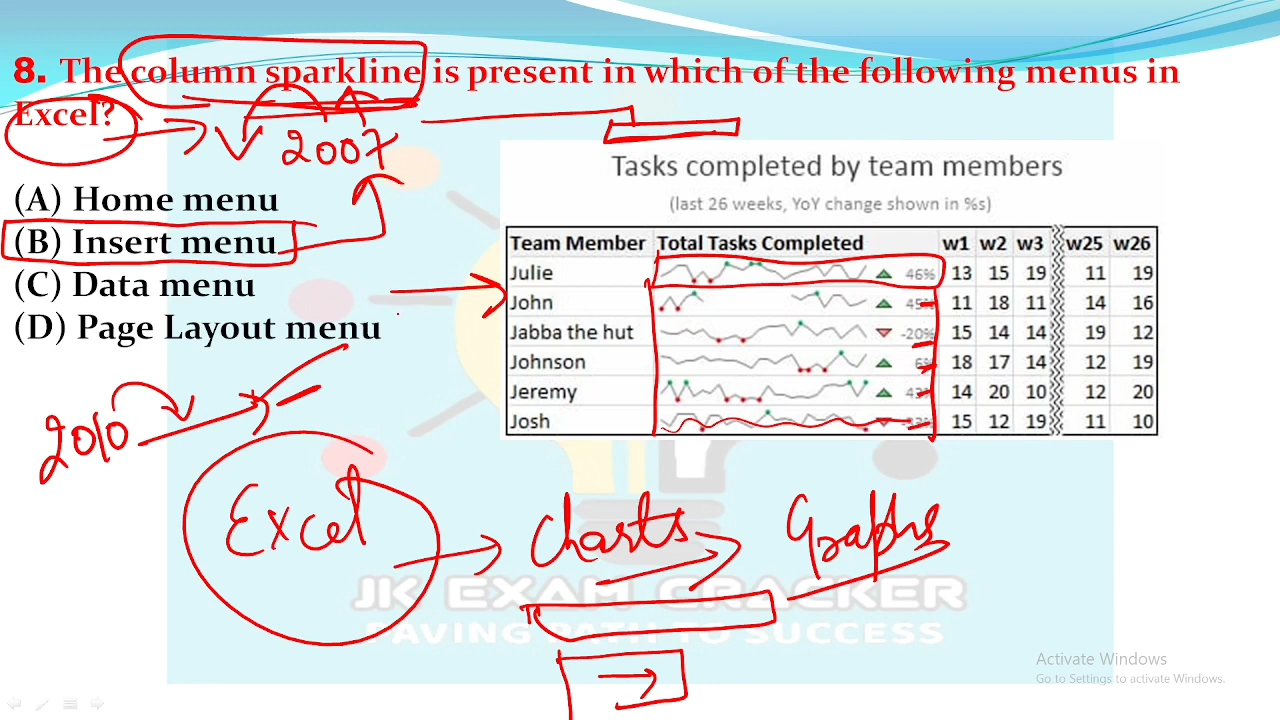 8. The column sparkline is present in which of the following menus in
Excel?
2007
(A) Home menu
(B) Insert menu
(C) Data menu
(D) Page Layout menu
Tasks completed by team members
(last 26 weeks, YoY change shown in %s)
Team Member Total Tasks Completed w1 w2 w3 w25 w26
Julie 46% 13 15 19 11 19
John 11 18 11 14 16
Jabba the hut -20% 15 14 14 19 12
Johnson 18 17 14 12 19
Jeremy 14 20 10 12 20
Josh 15 12 19 11 10
2010
Excel
Charts Graphs
JK EXAM CRACKER
PAVING PATH TO SUCCESS
Activate Windows
Go to Settings to activate Windows.